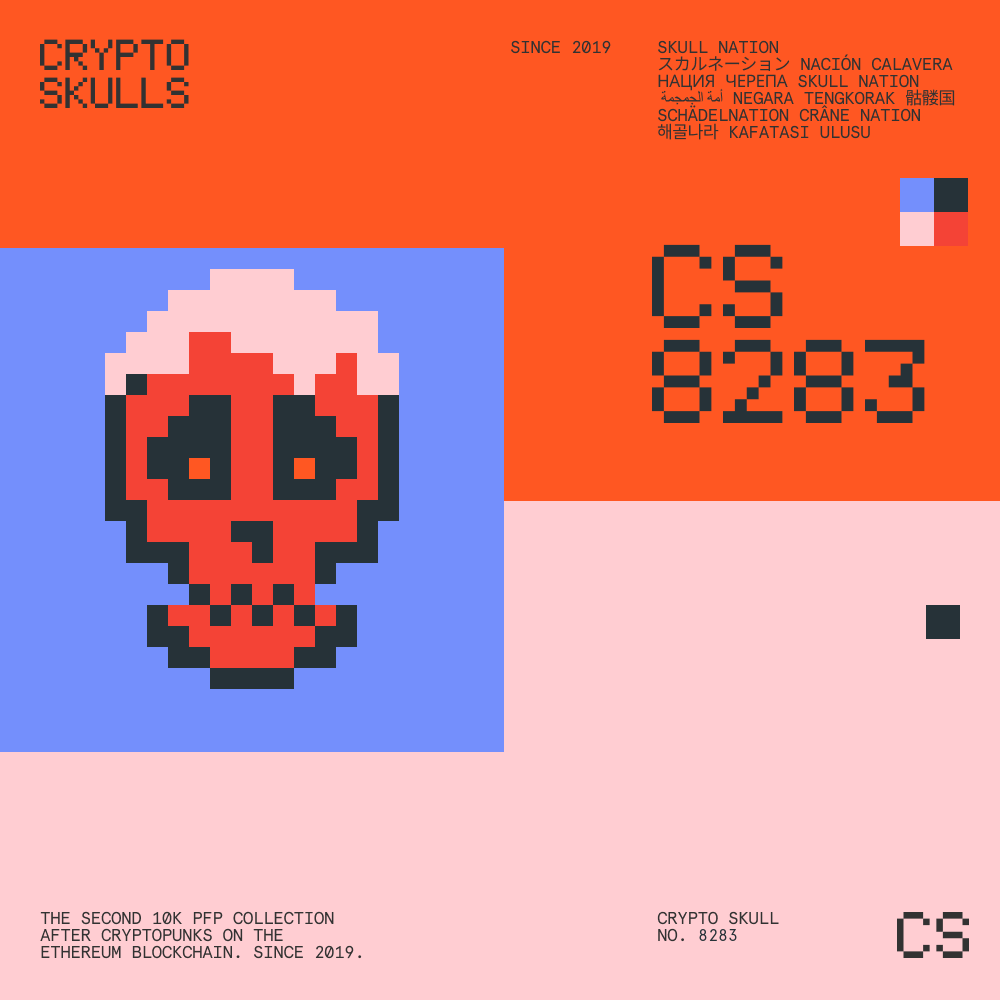 CRYPTO
SKULLS
SINCE 2019
SKULL NATION
スカルネーション NACIÓN CALAVERA
НАЦИЯ ЧЕРЕПА SKULL NATION
أمة الجمجمة NEGARA TENGKORAK 骷髅国
SCHÄDELNATION CRÂNE NATION
해골나라 KAFATASI ULUSU
CS
8283
THE SECOND 10K PFP COLLECTION
AFTER CRYPTOPUNKS ON THE
ETHEREUM BLOCKCHAIN. SINCE 2019.
CRYPTO SKULL
NO. 8283
CS